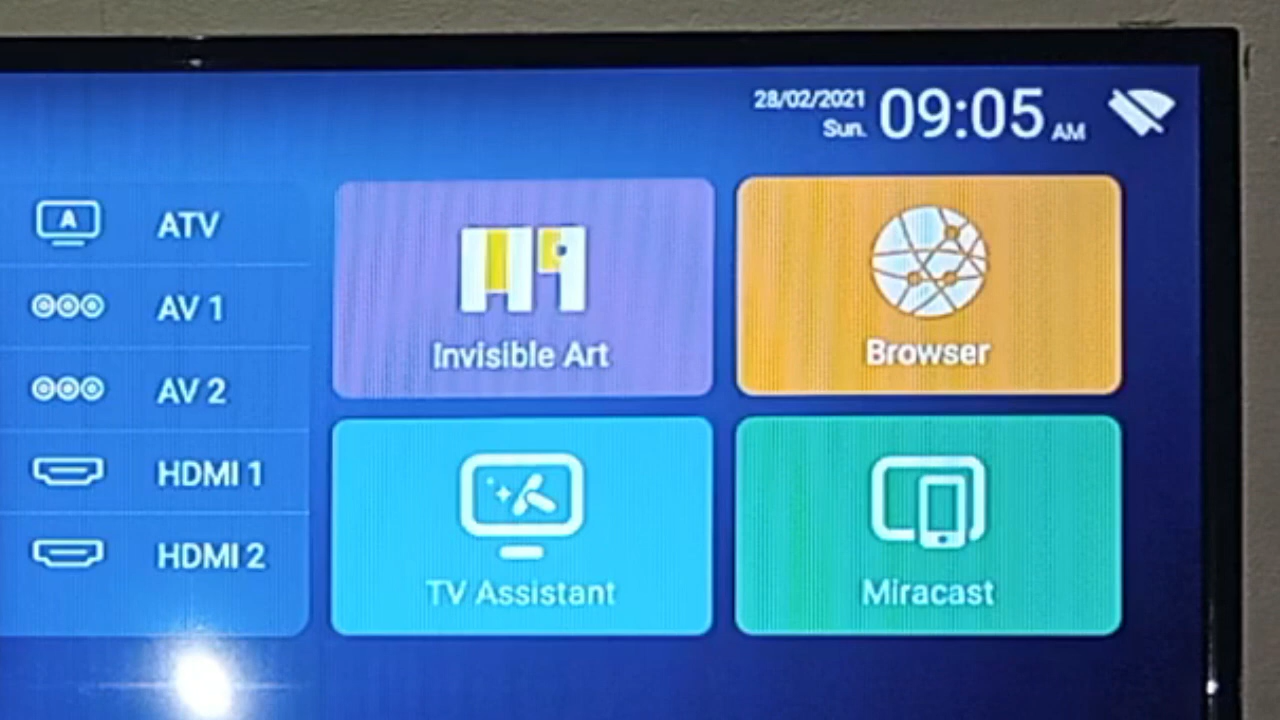 28/02/2021
Sun.
09:05 AM
A
ATV
AV 1
AV 2
HDMI 1
HDMI 2
Invisible Art
Browser
TV Assistant
Miracast